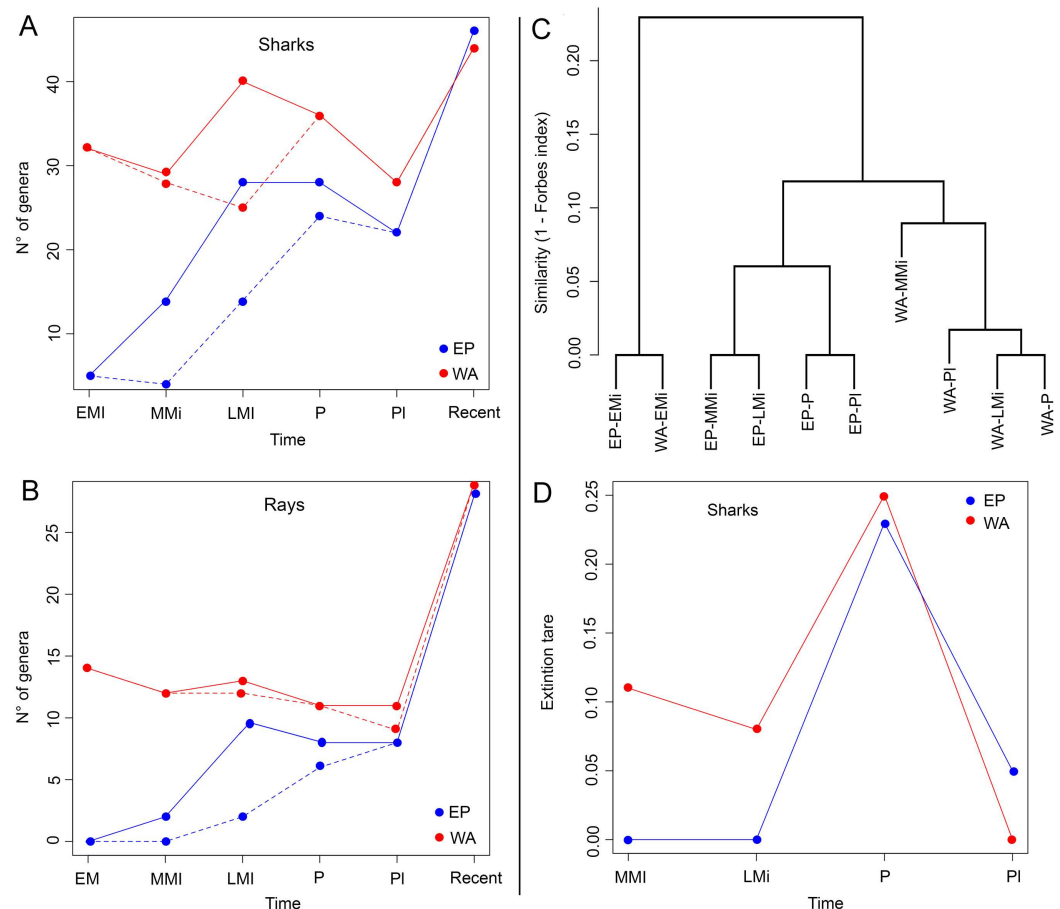 A
Sharks
N° of genera
40
30
20
10
EP
WA
EMI MMi LMI P Pl Recent
Time
B
Rays
N° of genera
25
20
15
10
5
0
EP
WA
EM MMI LMI P Pl Recent
Time
C
Similarity (1 - Forbes index)
0.20
0.15
0.10
0.05
0.00
EP-EMi
WA-EMi
EP-MMi
EP-LMi
EP-P
EP-Pl
WA-MMi
WA-Pl
WA-LMi
WA-P
D
Sharks
EP
WA
Extintion tare
0.25
0.20
0.15
0.10
0.05
0.00
MMI LMi P Pl
Time